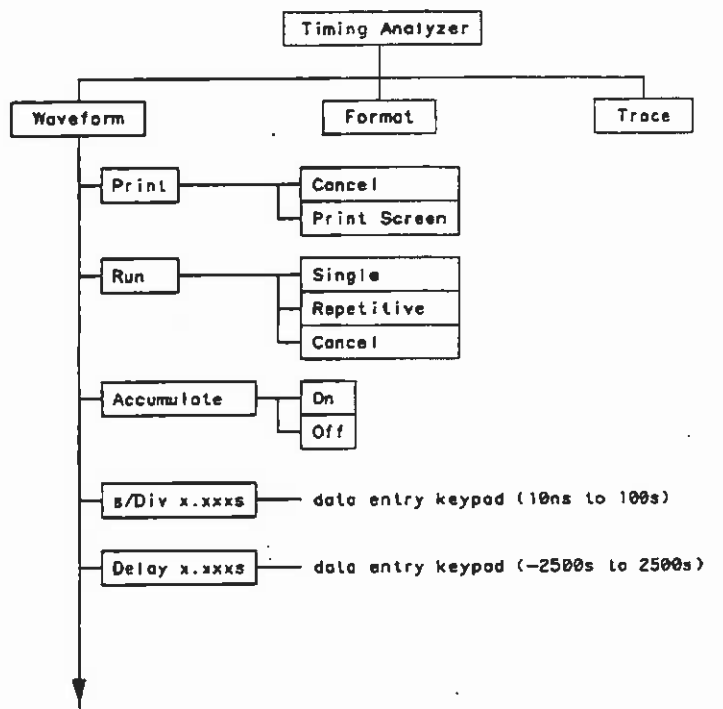 Timing Analyzer
Waveform
Format
Trace
Print
Cancel
Print Screen
Run
Single
Repetitive
Cancel
Accumulate
On
Off
s/Div x.xxxs
data entry keypad (10ns to 100s)
Delay x.xxxs
data entry keypad (-2500s to 2500s)